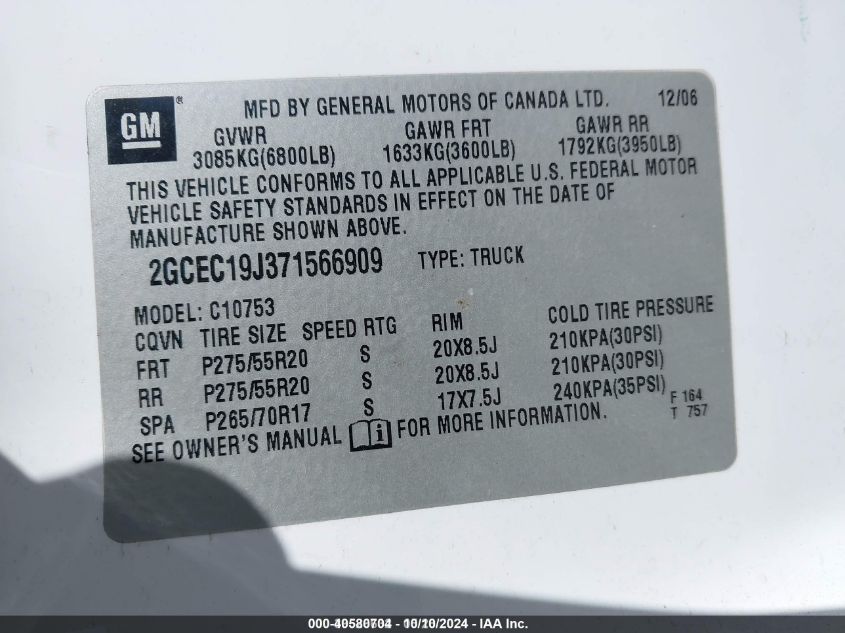 GM ® MFD BY GENERAL MOTORS OF CANADA LTD. 12/06
GVWR GAWR FRT GAWR RR
3085KG(6800LB) 1633KG(3600LB) 1792KG(3950LB)
THIS VEHICLE CONFORMS TO ALL APPLICABLE U.S. FEDERAL MOTOR
VEHICLE SAFETY STANDARDS IN EFFECT ON THE DATE OF
MANUFACTURE SHOWN ABOVE.
2GCEC19J371566909 TYPE: TRUCK
MODEL: C10753
CQVN TIRE SIZE SPEED RTG RIM COLD TIRE PRESSURE
FRT P275/55R20 S 20X8.5J 210KPA(30PSI)
RR P275/55R20 S 20X8.5J 210KPA(30PSI)
SPA P265/70R17 S 17X7.5J 240KPA(35PSI) F 164
SEE OWNER'S MANUAL i FOR MORE INFORMATION. T 757
10/2024 - IAA Inc.